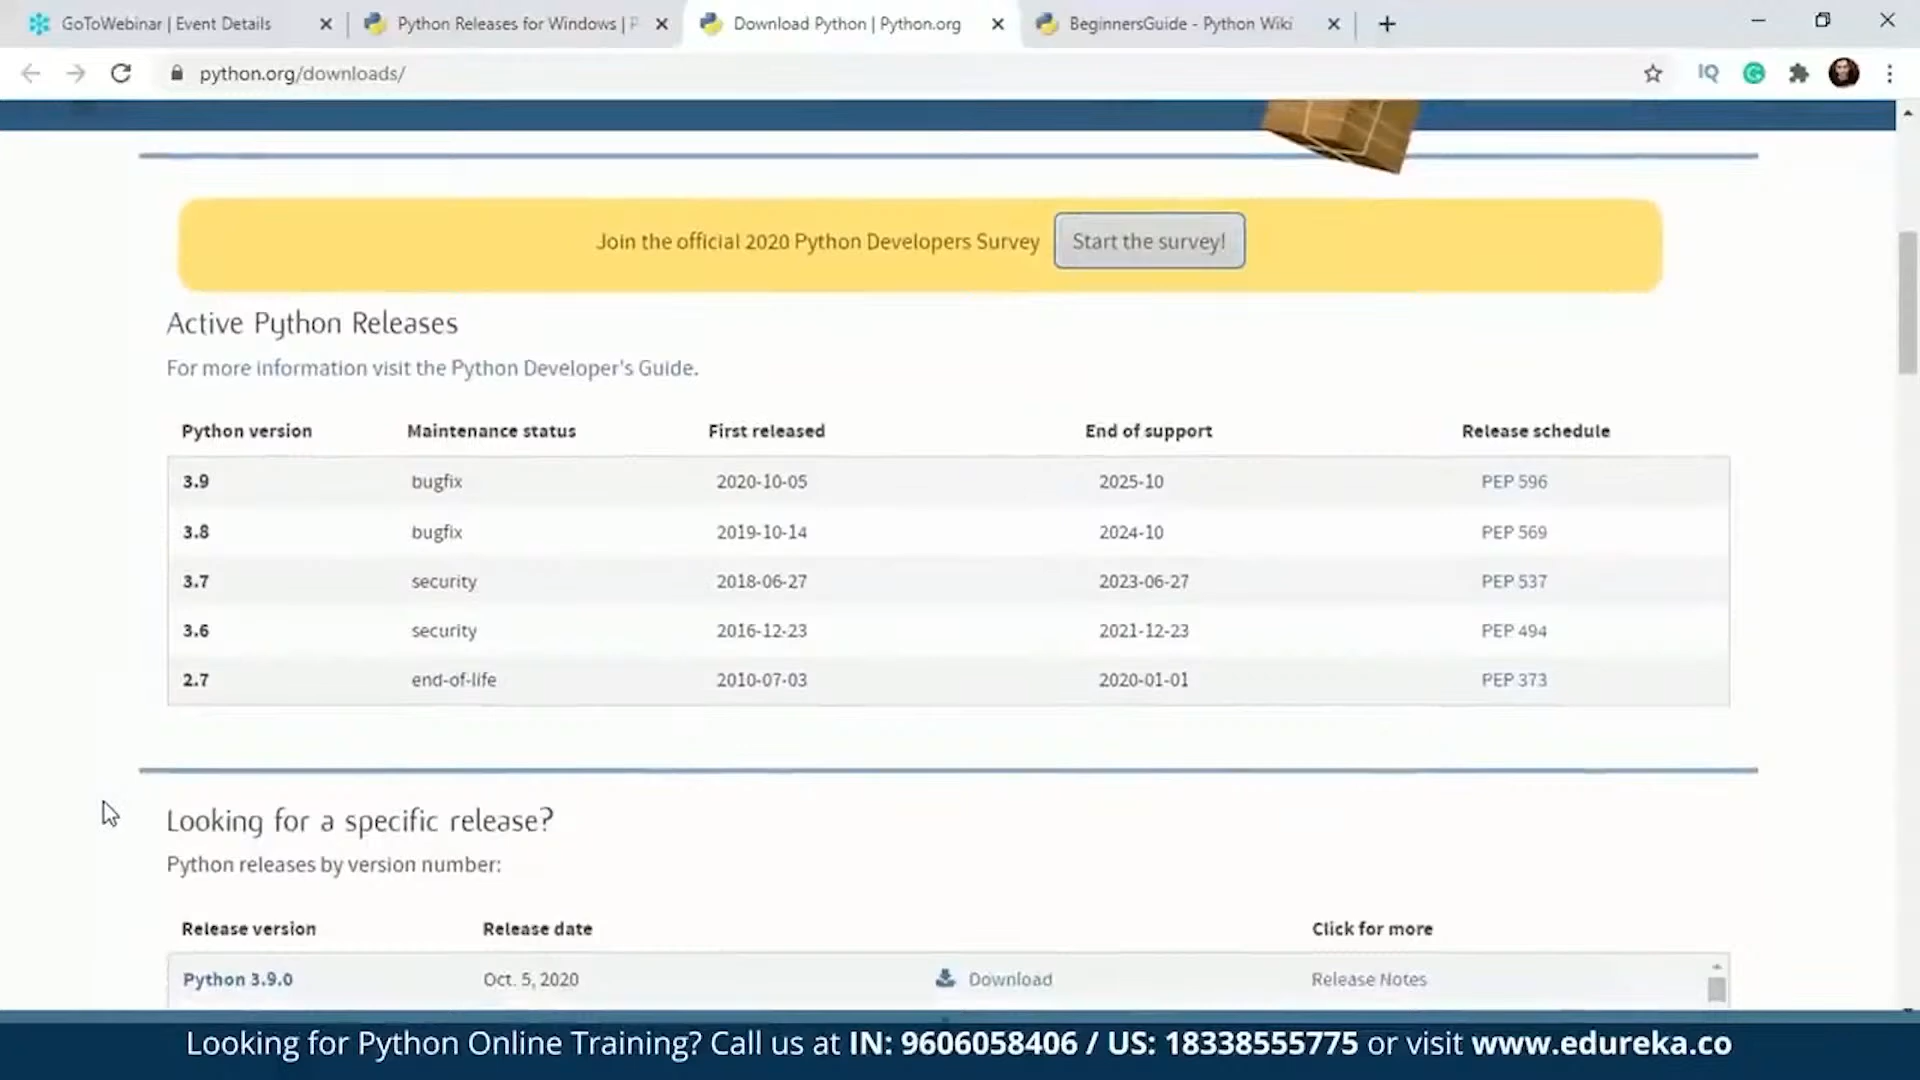 GoToWebinar | Event Details
Python Releases for Windows | P
Download Python | Python.org
BeginnersGuide - Python Wiki
python.org/downloads/
IQ
Join the official 2020 Python Developers Survey Start the survey!
Active Python Releases
For more information visit the Python Developer's Guide.
Python version Maintenance status First released End of support Release schedule
3.9 bugfix 2020-10-05 2025-10 PEP 596
3.8 bugfix 2019-10-14 2024-10 PEP 569
3.7 security 2018-06-27 2023-06-27 PEP 537
3.6 security 2016-12-23 2021-12-23 PEP 494
2.7 end-of-life 2010-07-03 2020-01-01 PEP 373
Looking for a specific release?
Python releases by version number:
Release version Release date Click for more
Python 3.9.0 Oct. 5, 2020 Download Release Notes
Looking for Python Online Training? Call us at IN: 9606058406 / US: 18338555775 or visit www.edureka.co